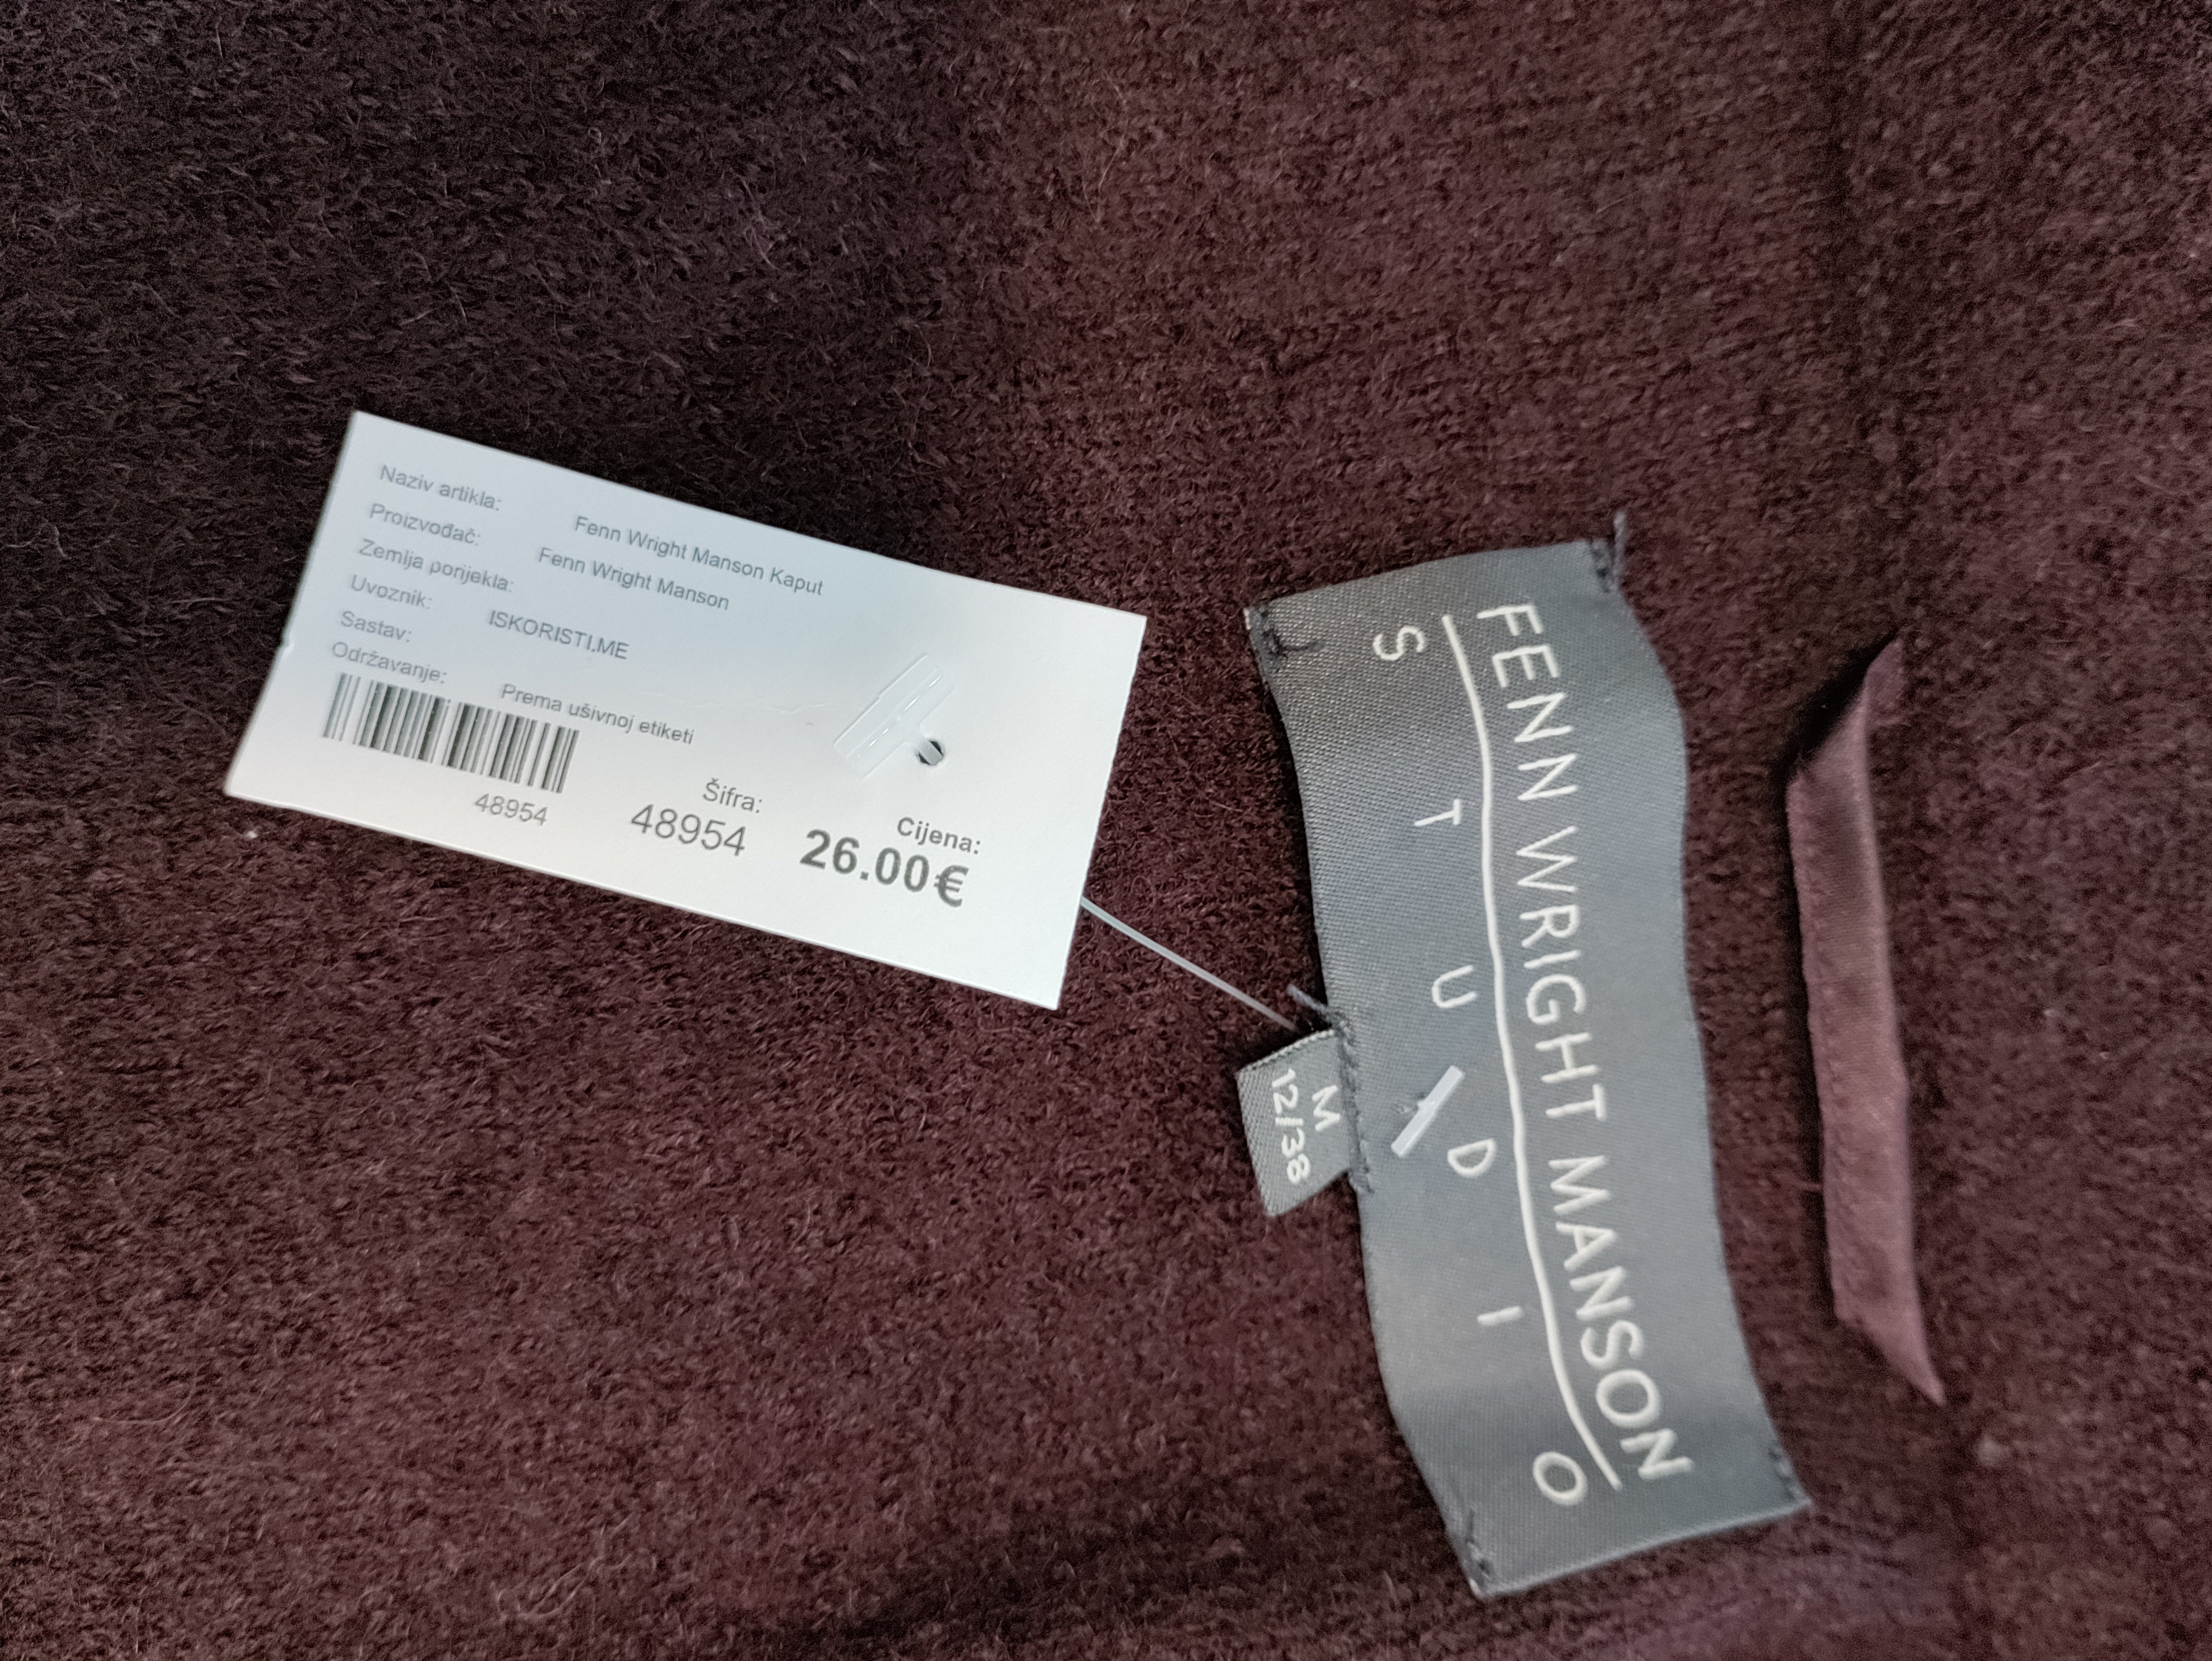 Naziv artikla: Fenn Wright Manson Kaput
Proizvođač: Fenn Wright Manson
Zemlja porijekla:
Uvoznik: ISKORISTI.ME
Sastav:
Održavanje: Prema ušivnoj etiketi
48954
Šifra:
48954
Cijena:
26.00€
FENN WRIGHT MANSON
STUDIO
M
12/38